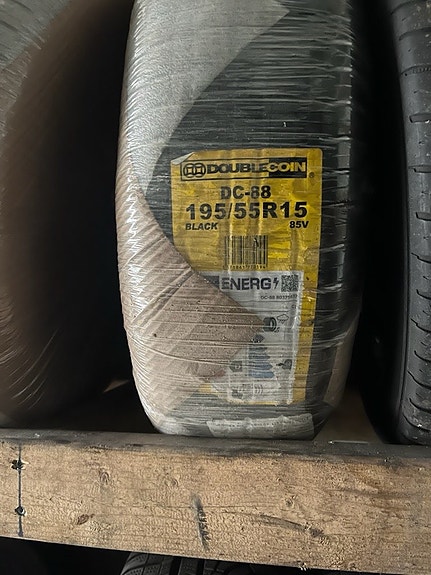 DOUBLECOIN
DC-88
195/55R15
BLACK 85V
ENERG